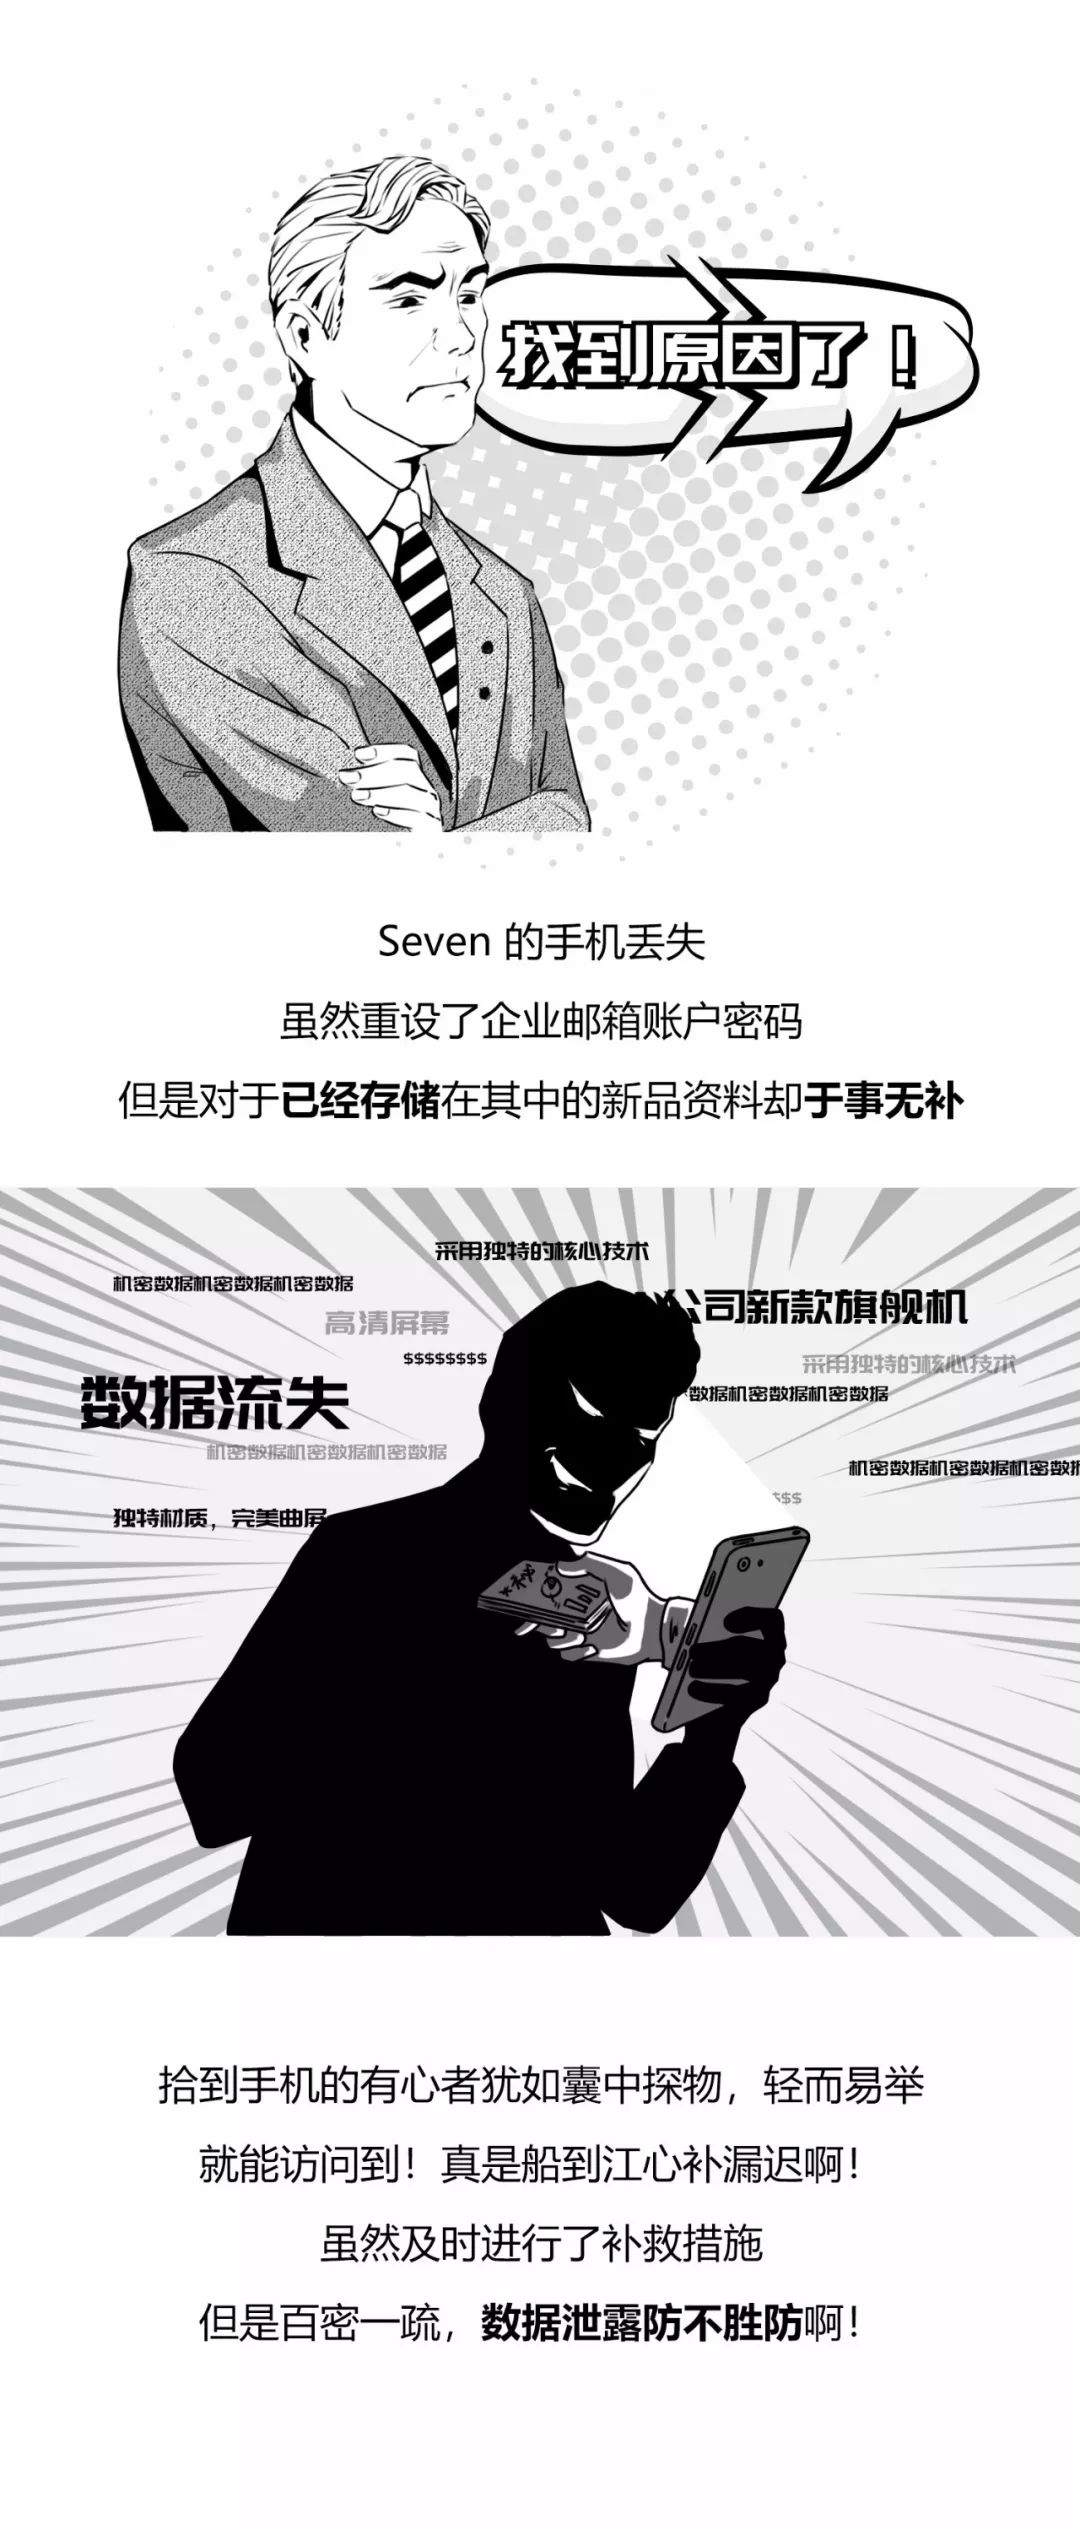 找到原因了！
Seven 的手机丢失
虽然重设了企业邮箱账户密码
但是对于已经存储在其中的新品资料却于事无补
采用独特的核心技术
机密数据机密数据机密数据
公司新款旗舰机
高清屏幕
$$$$$$$$
采用独特的核心技术
数据流失
数据机密数据机密数据
机密数据机密数据机密数据
机密数据机密数据机密数据
$$$
独特材质，完美曲屏
拾到手机的有心者犹如囊中探物，轻而易举
就能访问到！真是船到江心补漏迟啊！
虽然及时进行了补救措施
但是百密一疏，数据泄露防不胜防啊！